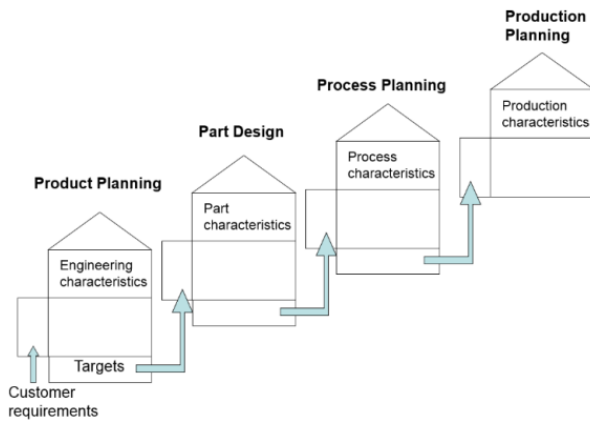 Production
Planning
Production
characteristics
Process Planning
Process
characteristics
Part Design
Part
characteristics
Product Planning
Engineering
characteristics
Targets
Customer
requirements